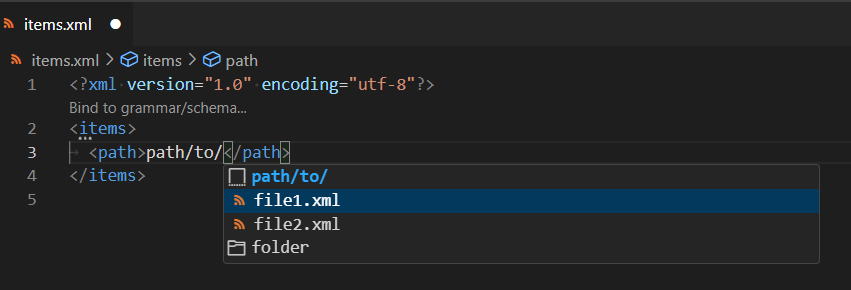 items.xml
items.xml > items > path
1 <?xml version="1.0" encoding="utf-8"?>
Bind to grammar/schema...
2 <items>
3 <path>path/to/</path>
path/to/
file1.xml
file2.xml
folder
4 </items>
5